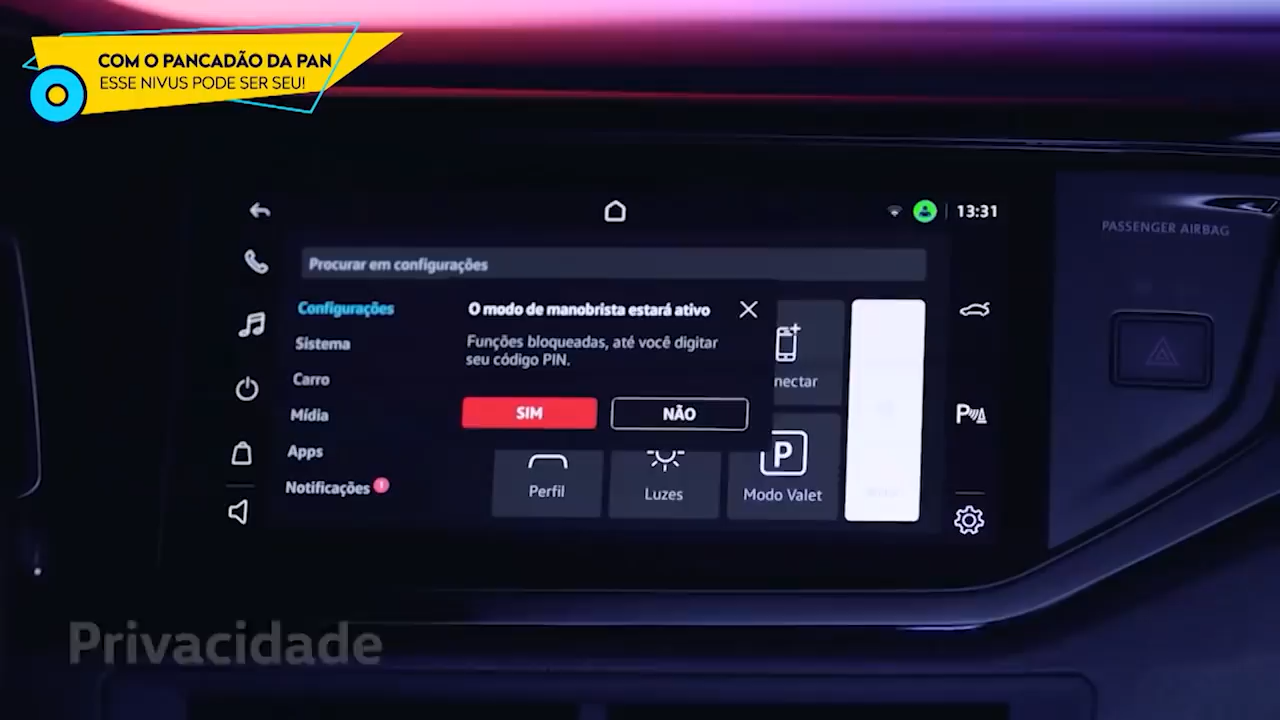 COM O PANCADÃO DA PAN
ESSE NIVUS PODE SER SEU!
13:31
PASSENGER AIRBAG
Procurar em configurações
Configurações
O modo de manobrista estará ativo
Sistema
Funções bloqueadas, até você digitar
seu código PIN.
Carro
nectar
Mídia
SIM
NÃO
Apps
P
Notificações
Perfil
Luzes
Modo Valet
P
Privacidade